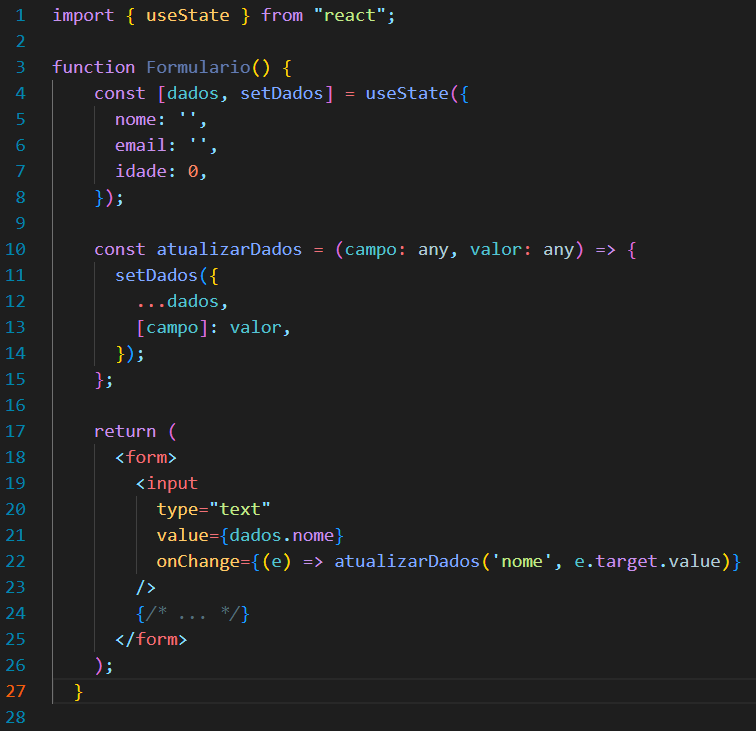 1 import { useState } from "react";
2
3 function Formulario() {
4 const [dados, setDados] = useState({
5 nome: '',
6 email: '',
7 idade: 0,
8 });
9
10 const atualizarDados = (campo: any, valor: any) => {
11 setDados({
12 ...dados,
13 [campo]: valor,
14 });
15 };
16
17 return (
18 <form>
19 <input
20 type="text"
21 value={dados.nome}
22 onChange={(e) => atualizarDados('nome', e.target.value)}
23 />
24 {/* ... */}
25 </form>
26 );
27 }
28